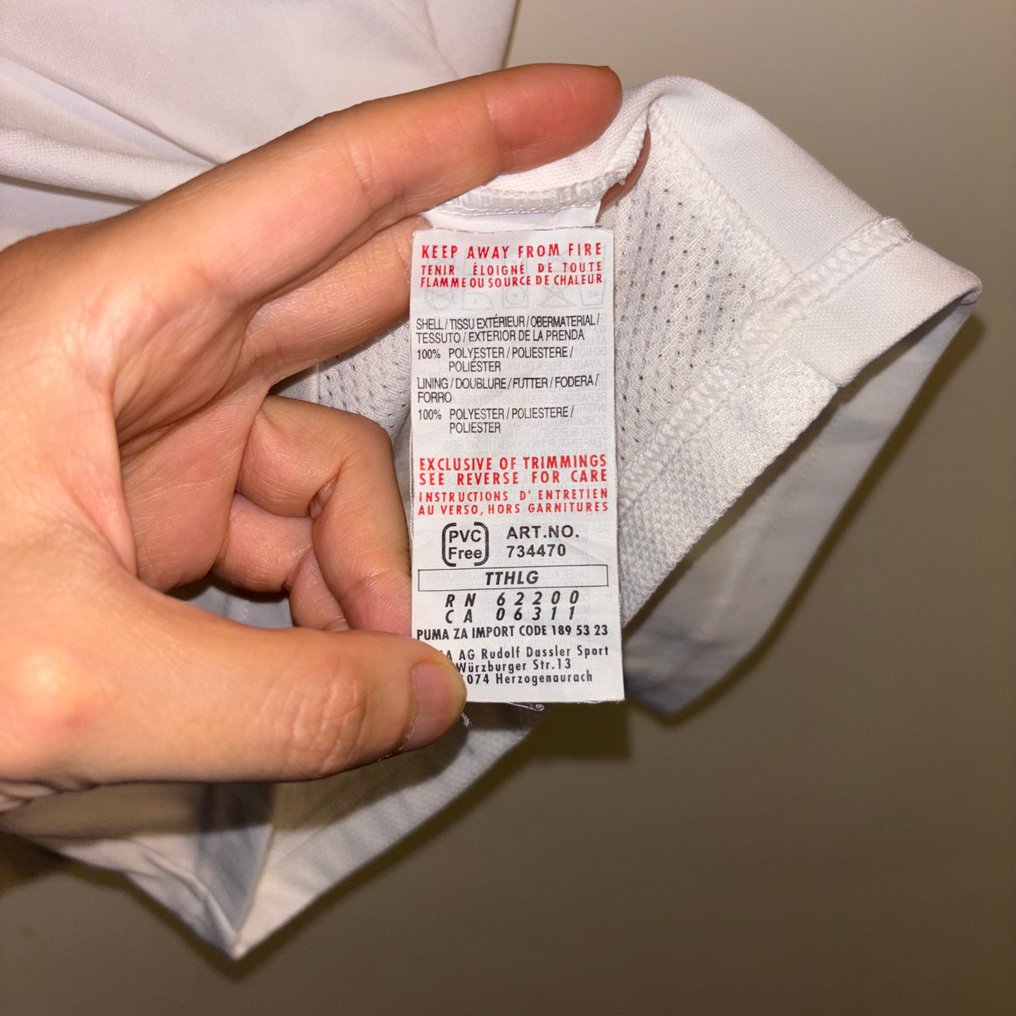 KEEP AWAY FROM FIRE
TENIR ÉLOIGNÉ DE TOUTE
FLAMME OU SOURCE DE CHALEUR
SHELL / TISSU EXTÉRIEUR / OBERMATERIAL /
TESSUTO / EXTERIOR DE LA PRENDA
100% POLYESTER / POLIESTERE /
POLIÉSTER
LINING / DOUBLURE / FUTTER / FODERA /
FORRO
100% POLYESTER / POLIESTERE /
POLIESTER
EXCLUSIVE OF TRIMMINGS
SEE REVERSE FOR CARE
INSTRUCTIONS D' ENTRETIEN
AU VERSO, HORS GARNITURES
PVC Free
ART.NO.
734470
TTHLG
RN 62200
CA 06311
PUMA ZA IMPORT CODE 189 53 23
AG Rudolf Dassler Sport
Würzburger Str.13
Herzogenaurach